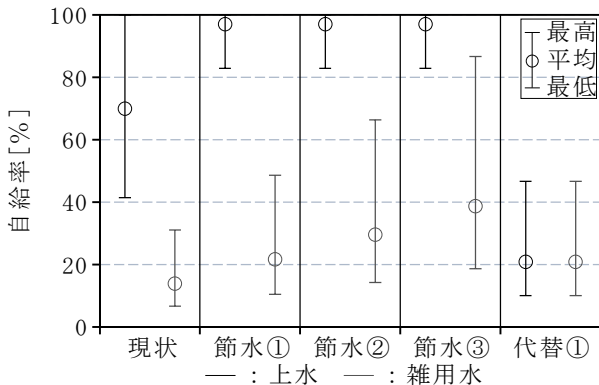 100
80
60
40
20
0
自給率[%]
最高
平均
最低
現状 節水① 節水② 節水③ 代替①
— : 上水 — : 雑用水